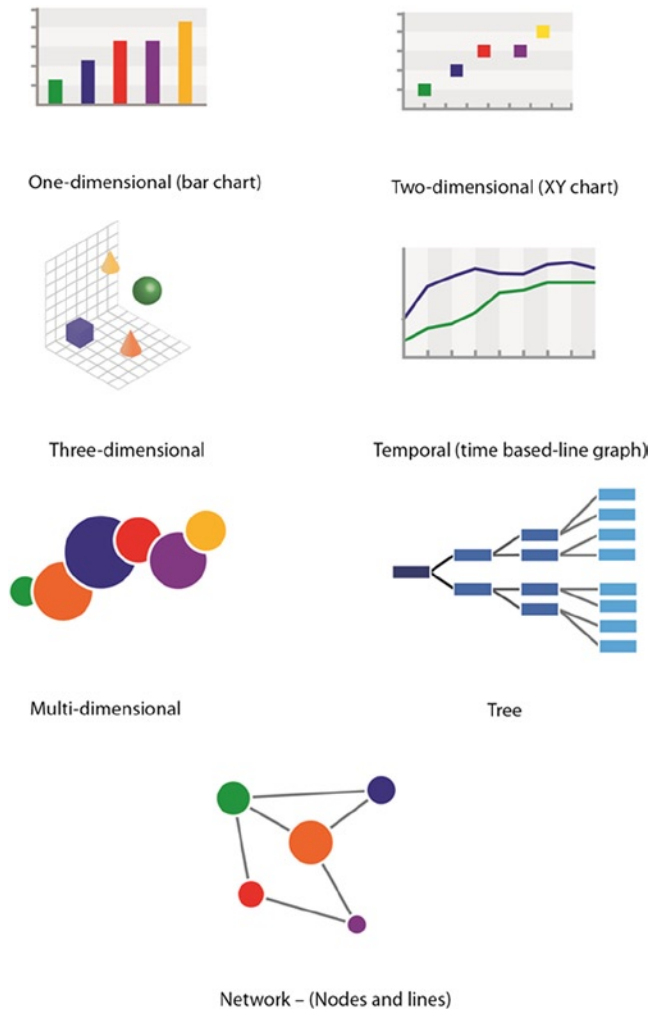 One-dimensional (bar chart)
Two-dimensional (XY chart)
Three-dimensional
Temporal (time based-line graph)
Multi-dimensional
Tree
Network – (Nodes and lines)